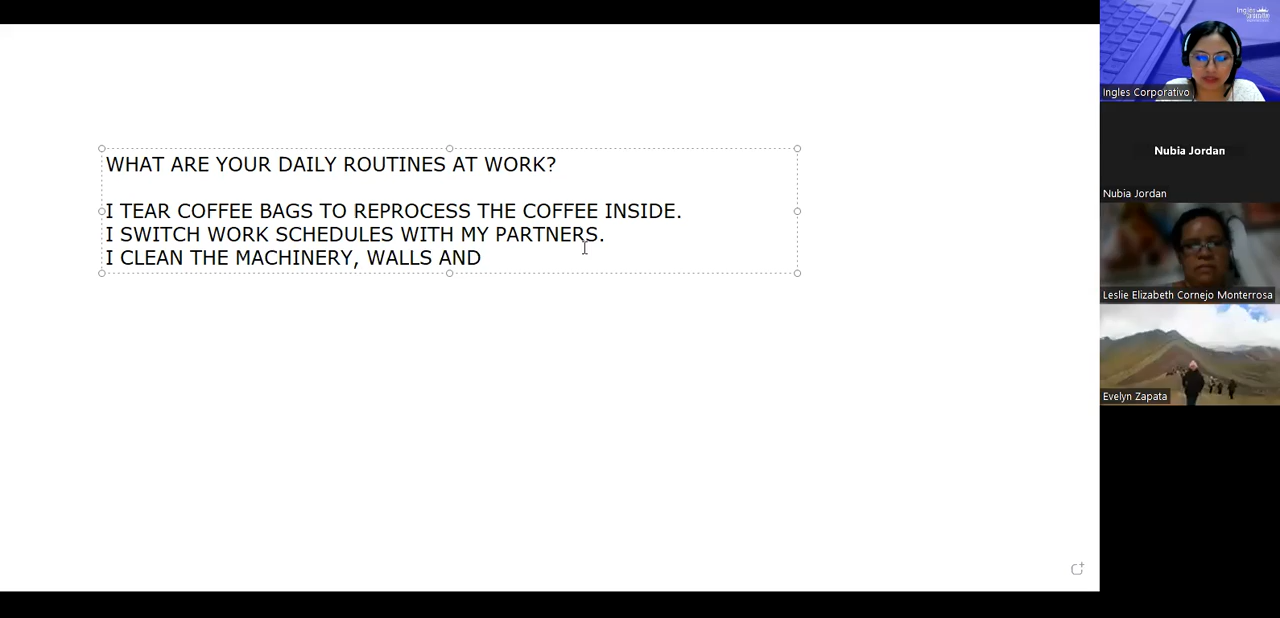 WHAT ARE YOUR DAILY ROUTINES AT WORK?
I TEAR COFFEE BAGS TO REPROCESS THE COFFEE INSIDE.
I SWITCH WORK SCHEDULES WITH MY PARTNERS.
I CLEAN THE MACHINERY, WALLS AND
Ingles Corporativo
Nubia Jordan
Nubia Jordan
Leslie Elizabeth Cornejo Monterrosa
Evelyn Zapata